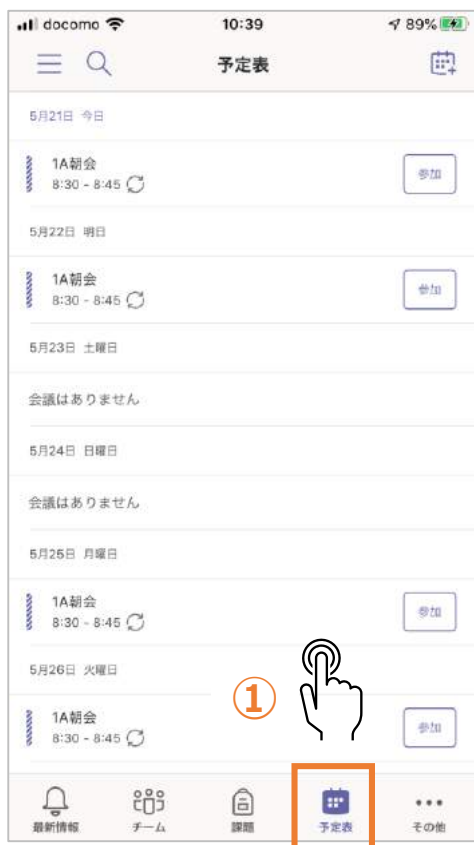 docomo 10:39 89%
予定表
5月21日 今日
1A朝会
8:30 - 8:45
参加
5月22日 明日
1A朝会
8:30 - 8:45
参加
5月23日 土曜日
会議はありません
5月24日 日曜日
会議はありません
5月25日 月曜日
1A朝会
8:30 - 8:45
参加
5月26日 火曜日
①
1A朝会
8:30 - 8:45
参加
最新情報 チーム 課題 予定表 その他